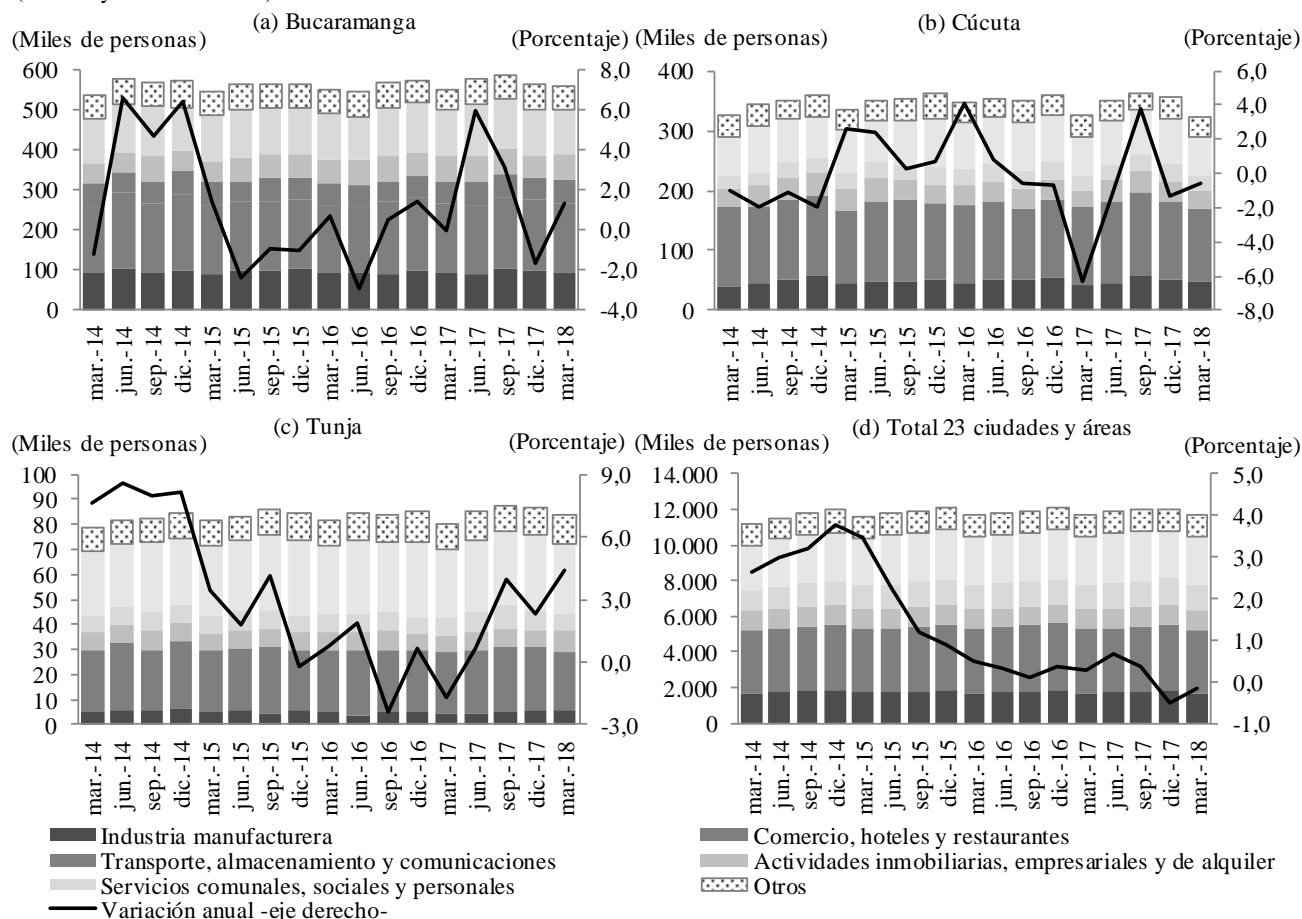 (a) Bucaramanga
(Miles de personas)
(Porcentaje)
600
500
400
300
200
100
0
8,0
6,0
4,0
2,0
0,0
-2,0
-4,0
mar.-14
jun.-14
sep.-14
dic.-14
mar.-15
jun.-15
sep.-15
dic.-15
mar.-16
jun.-16
sep.-16
dic.-16
mar.-17
jun.-17
sep.-17
dic.-17
mar.-18
(b) Cúcuta
(Miles de personas)
(Porcentaje)
400
300
200
100
0
6,0
4,0
2,0
0,0
-2,0
-4,0
-6,0
-8,0
mar.-14
jun.-14
sep.-14
dic.-14
mar.-15
jun.-15
sep.-15
dic.-15
mar.-16
jun.-16
sep.-16
dic.-16
mar.-17
jun.-17
sep.-17
dic.-17
mar.-18
(c) Tunja
(Miles de personas)
(Porcentaje)
100
90
80
70
60
50
40
30
20
10
0
9,0
6,0
3,0
0,0
-3,0
mar.-14
jun.-14
sep.-14
dic.-14
mar.-15
jun.-15
sep.-15
dic.-15
mar.-16
jun.-16
sep.-16
dic.-16
mar.-17
jun.-17
sep.-17
dic.-17
mar.-18
(d) Total 23 ciudades y áreas
(Miles de personas)
(Porcentaje)
14.000
12.000
10.000
8.000
6.000
4.000
2.000
0
5,0
4,0
3,0
2,0
1,0
0,0
-1,0
mar.-14
jun.-14
sep.-14
dic.-14
mar.-15
jun.-15
sep.-15
dic.-15
mar.-16
jun.-16
sep.-16
dic.-16
mar.-17
jun.-17
sep.-17
dic.-17
mar.-18
Industria manufacturera
Comercio, hoteles y restaurantes
Transporte, almacenamiento y comunicaciones
Actividades inmobiliarias, empresariales y de alquiler
Servicios comunales, sociales y personales
Otros
Variación anual -eje derecho-